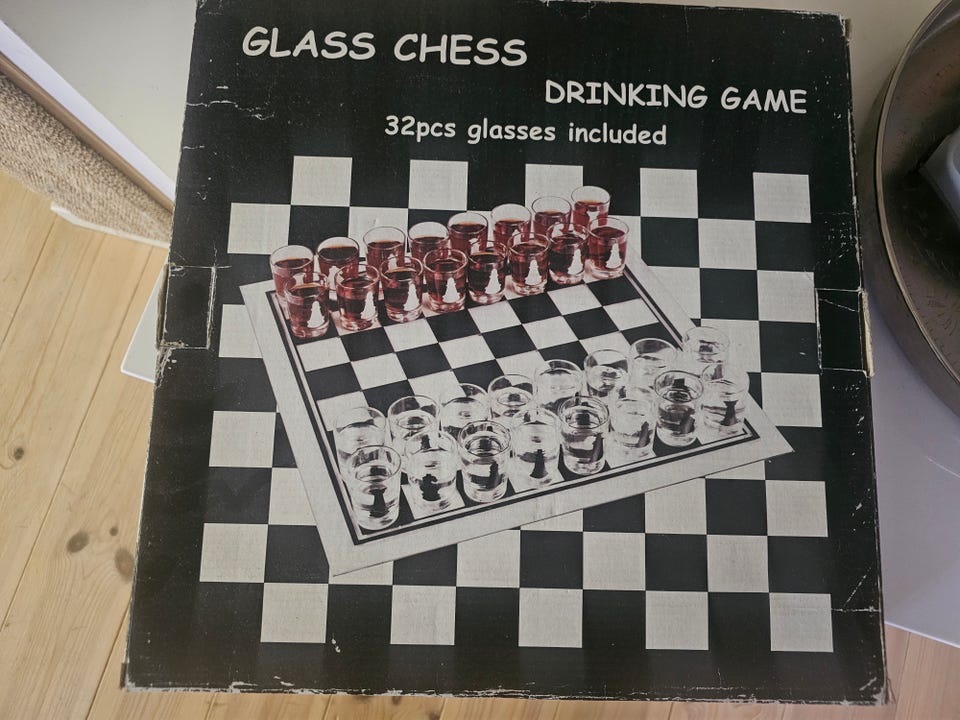 GLASS CHESS
DRINKING GAME
32pcs glasses included